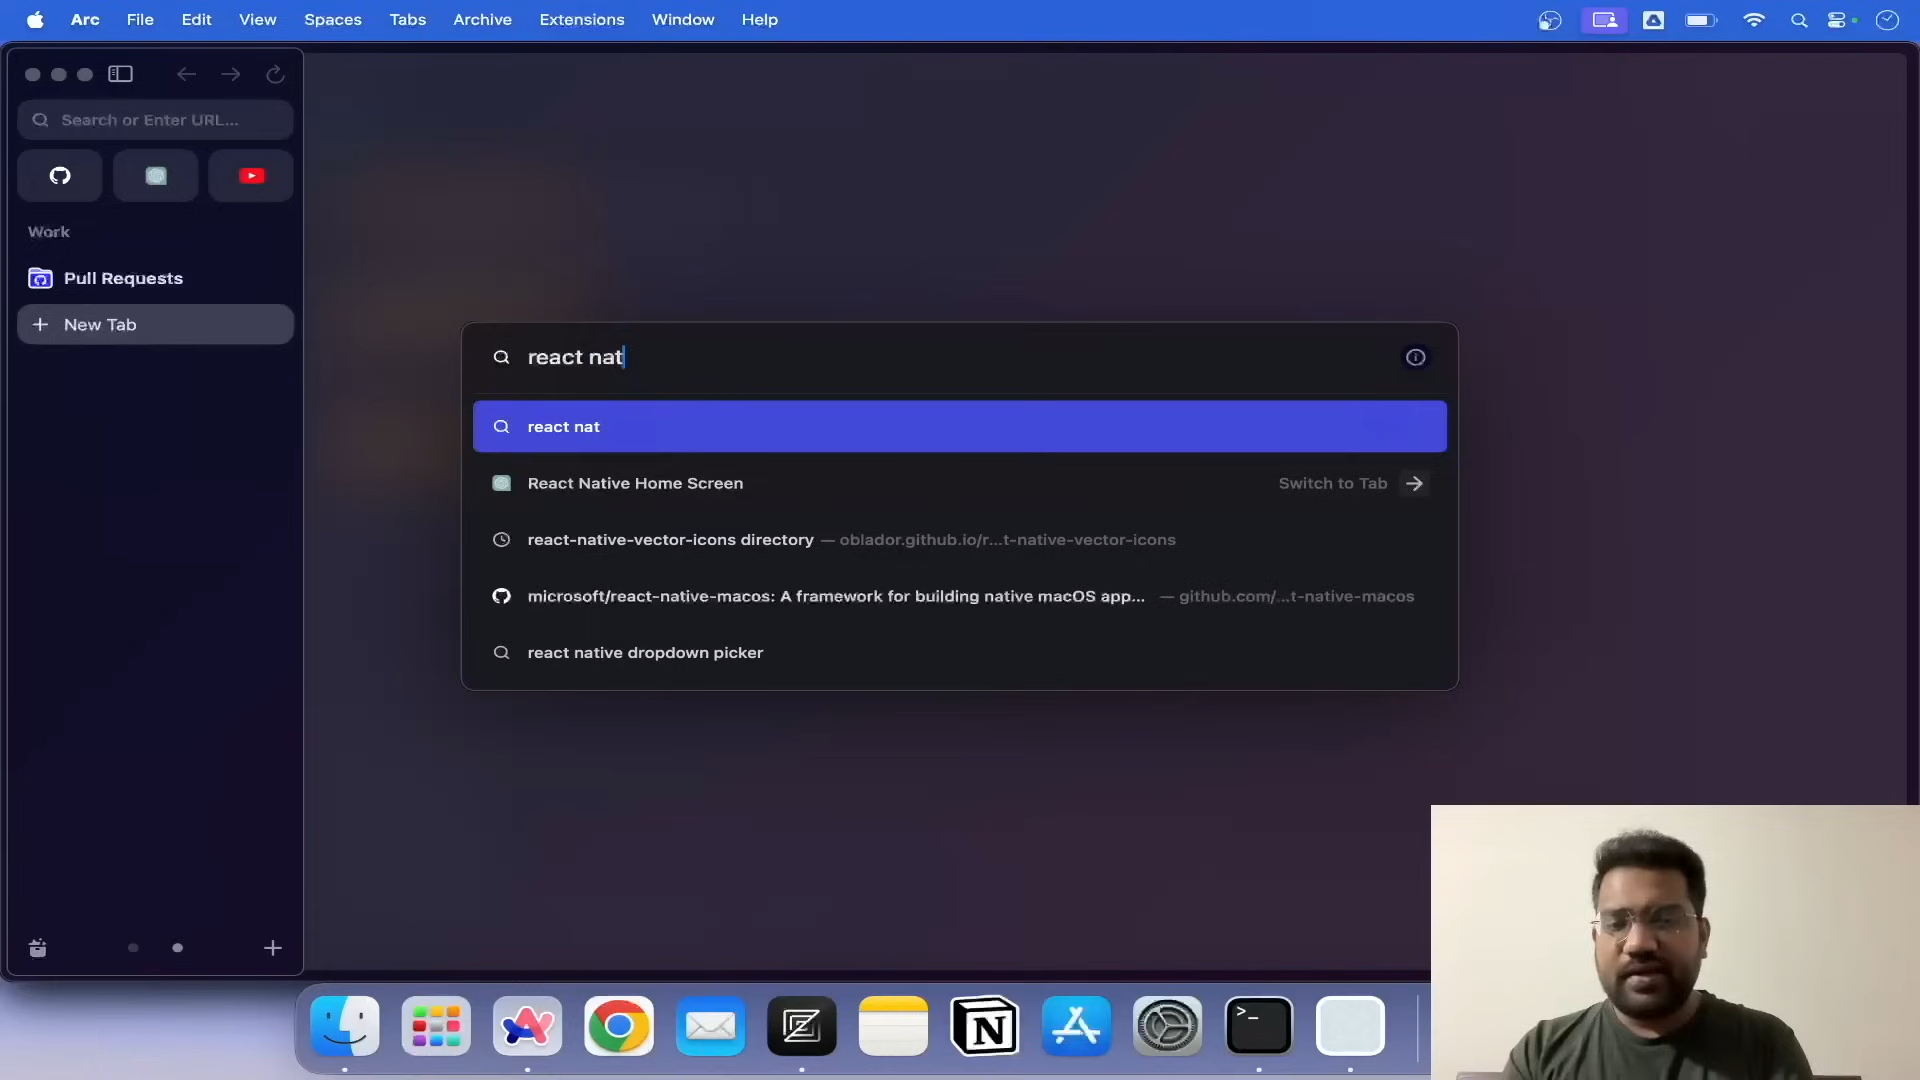 Arc File Edit View Spaces Tabs Archive Extensions Window Help
Search or Enter URL...
Work
Pull Requests
New Tab
react nat
react nat
React Native Home Screen Switch to Tab
react-native-vector-icons directory — oblador.github.io/r...t-native-vector-icons
microsoft/react-native-macos: A framework for building native macOS app... — github.com/...t-native-macos
react native dropdown picker